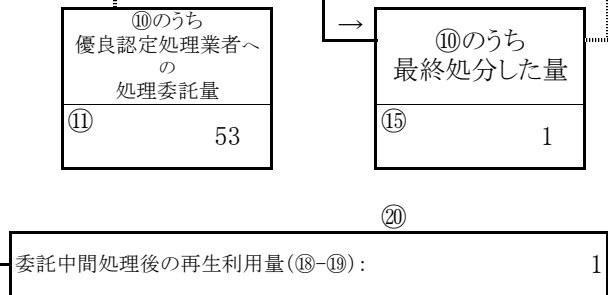 ⑩のうち
優良認定処理業者へ
の
処理委託量
⑪
53
→
⑩のうち
最終処分した量
⑮
1
⑳
委託中間処理後の再生利用量(⑱-⑲): 1